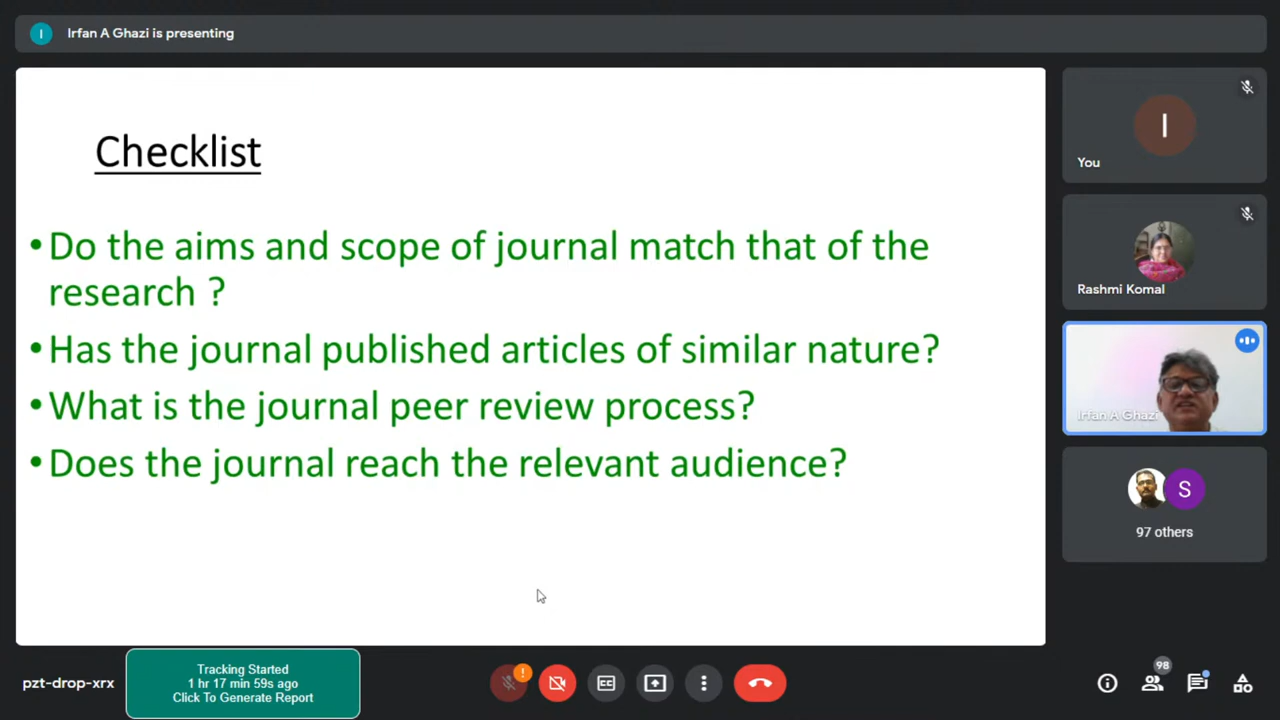 I
Irfan A Ghazi is presenting
Checklist
• Do the aims and scope of journal match that of the
research ?
• Has the journal published articles of similar nature?
• What is the journal peer review process?
• Does the journal reach the relevant audience?
I
You
Rashmi Komal
Irfan A Ghazi
S
97 others
pzt-drop-xrx
Tracking Started
1 hr 17 min 59s ago
Click To Generate Report
!
CC
98